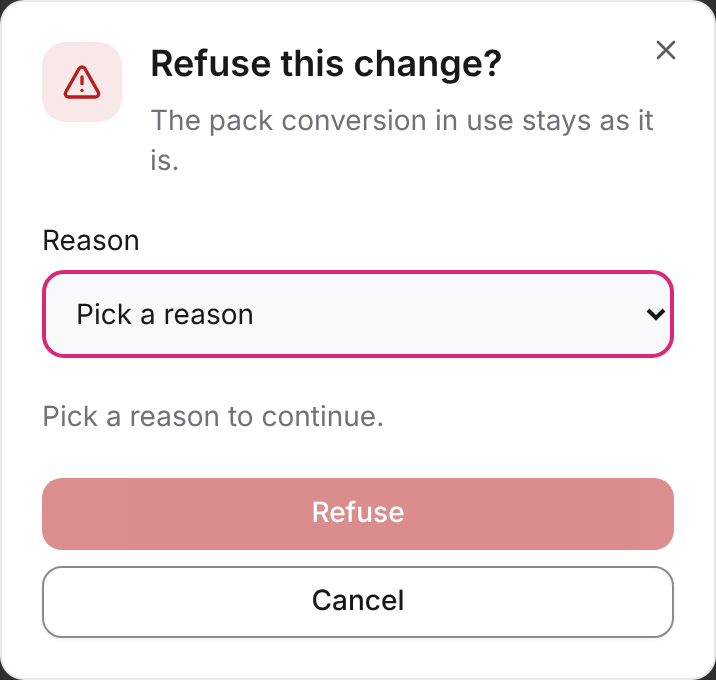 Refuse this change?
The pack conversion in use stays as it
is.
Reason
Pick a reason
Pick a reason to continue.
Refuse
Cancel